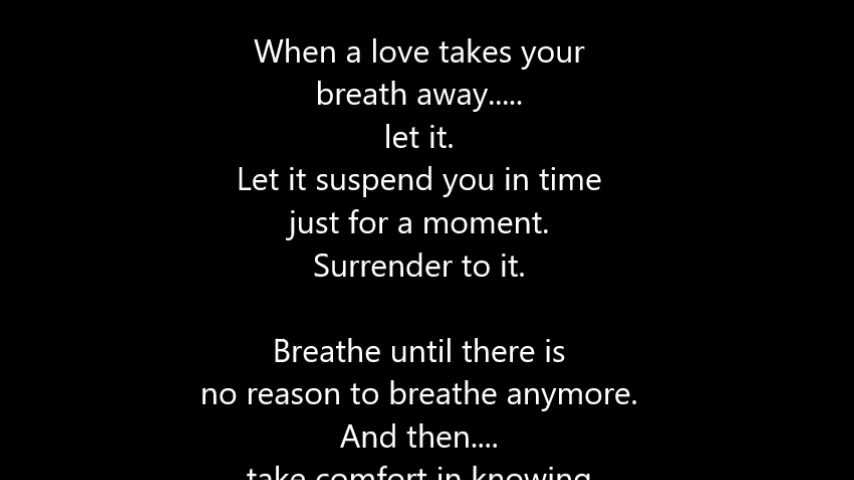 When a love takes your
breath away.....
let it.
Let it suspend you in time
just for a moment.
Surrender to it.
Breathe until there is
no reason to breathe anymore.
And then....
take comfort in knowing